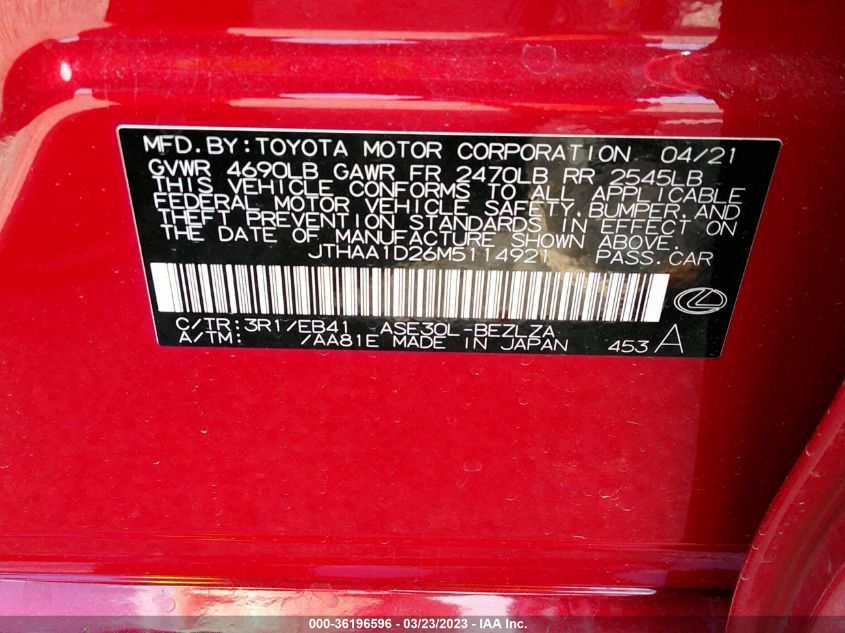 MFD. BY: TOYOTA MOTOR CORPORATION 04/21
GVWR 4690LB GAWR FR 2470LB RR 2545LB
THIS VEHICLE CONFORMS TO ALL APPLICABLE
FEDERAL MOTOR VEHICLE SAFETY, BUMPER, AND
THEFT PREVENTION STANDARDS IN EFFECT ON
THE DATE OF MANUFACTURE SHOWN ABOVE.
JTHAA1D26M5114921 PASS. CAR
C/TR: 3R1/EB41 ASE30L-BEZLZA
A/TM: /AA81E MADE IN JAPAN 453 A
000-36196596 - 03/23/2023 - IAA Inc.